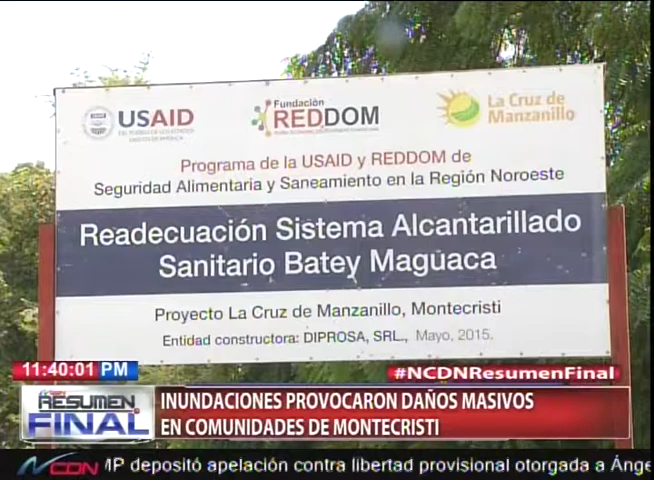 USAID
DEL PUEBLO DE LOS ESTADOS
UNIDOS DE AMÉRICA
Fundación
REDDOM
La Cruz de
Manzanillo
Programa de la USAID y REDDOM de
Seguridad Alimentaria y Saneamiento en la Región Noroeste
Readecuación Sistema Alcantarillado
Sanitario Batey Maguaca
Proyecto La Cruz de Manzanillo, Montecristi
Entidad constructora: DIPROSA, SRL., Mayo, 2015.
11:40:01 PM
#NCDNResumenFinal
RESUMEN
FINAL
INUNDACIONES PROVOCARON DAÑOS MASIVOS
EN COMUNIDADES DE MONTECRISTI
NCDN MP depositó apelación contra libertad provisional otorgada a Ánge